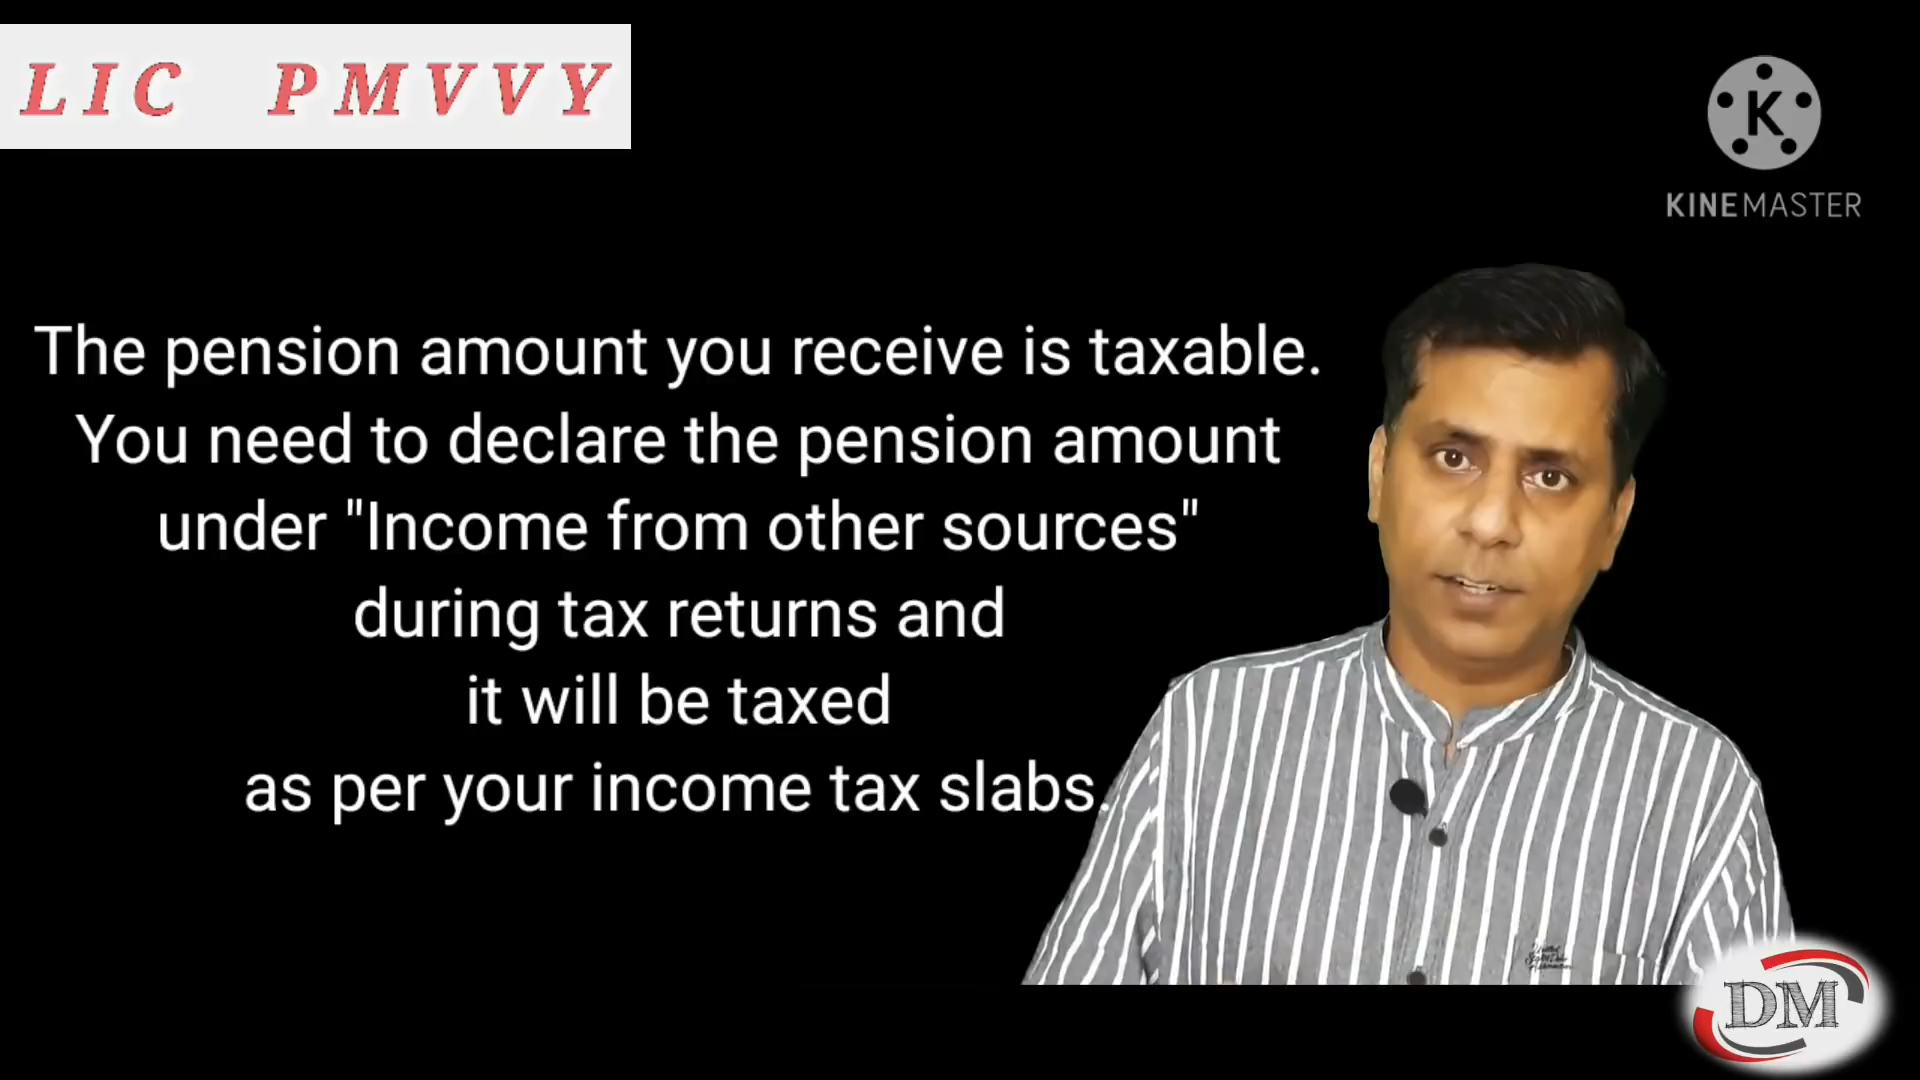 LIC PMVVY
K
KINEMASTER
The pension amount you receive is taxable.
You need to declare the pension amount
under "Income from other sources"
during tax returns and
it will be taxed
as per your income tax slabs.
DM